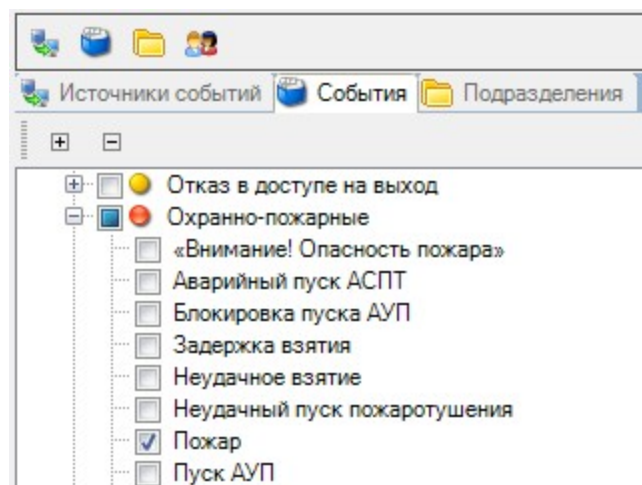 Источники событий События Подразделения
Отказ в доступе на выход
Охранно-пожарные
«Внимание! Опасность пожара»
Аварийный пуск АСПТ
Блокировка пуска АУП
Задержка взятия
Неудачное взятие
Неудачный пуск пожаротушения
Пожар
Пуск АУП